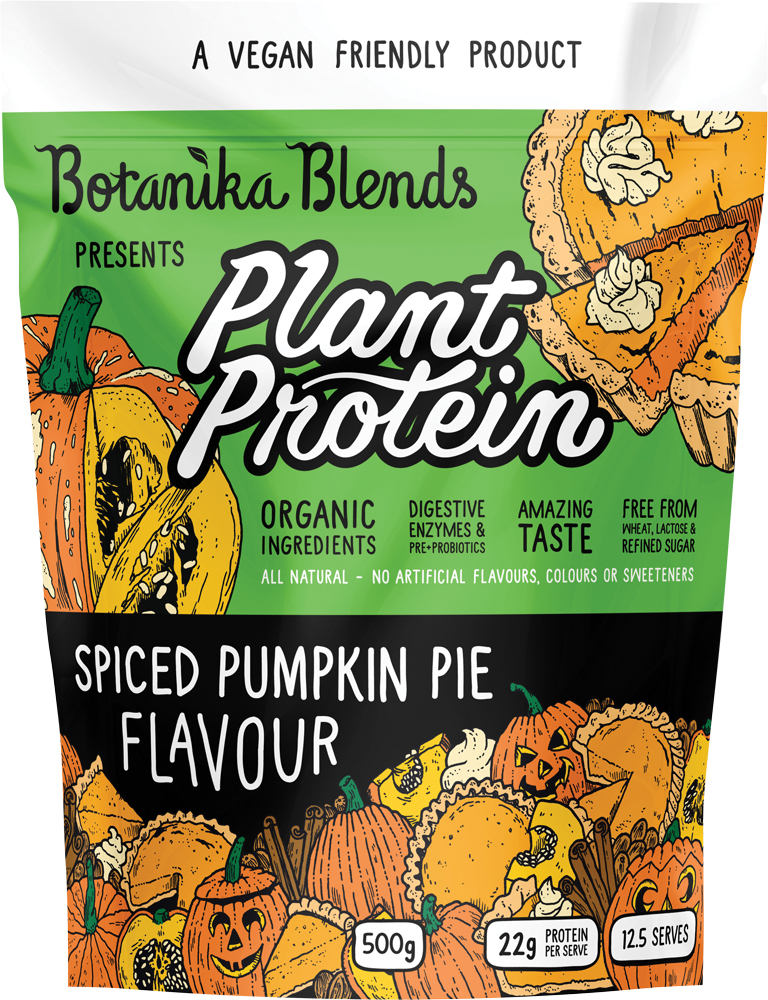 A VEGAN FRIENDLY PRODUCT
Botanika Blends
PRESENTS
Plant
Protein
ORGANIC
INGREDIENTS
DIGESTIVE
ENZYMES &
PRE+PROBIOTICS
AMAZING
TASTE
FREE FROM
WHEAT, LACTOSE &
REFINED SUGAR
ALL NATURAL - NO ARTIFICIAL FLAVOURS, COLOURS OR SWEETENERS
SPICED PUMPKIN PIE
FLAVOUR
500g
22g PROTEIN
PER SERVE
12.5 SERVES